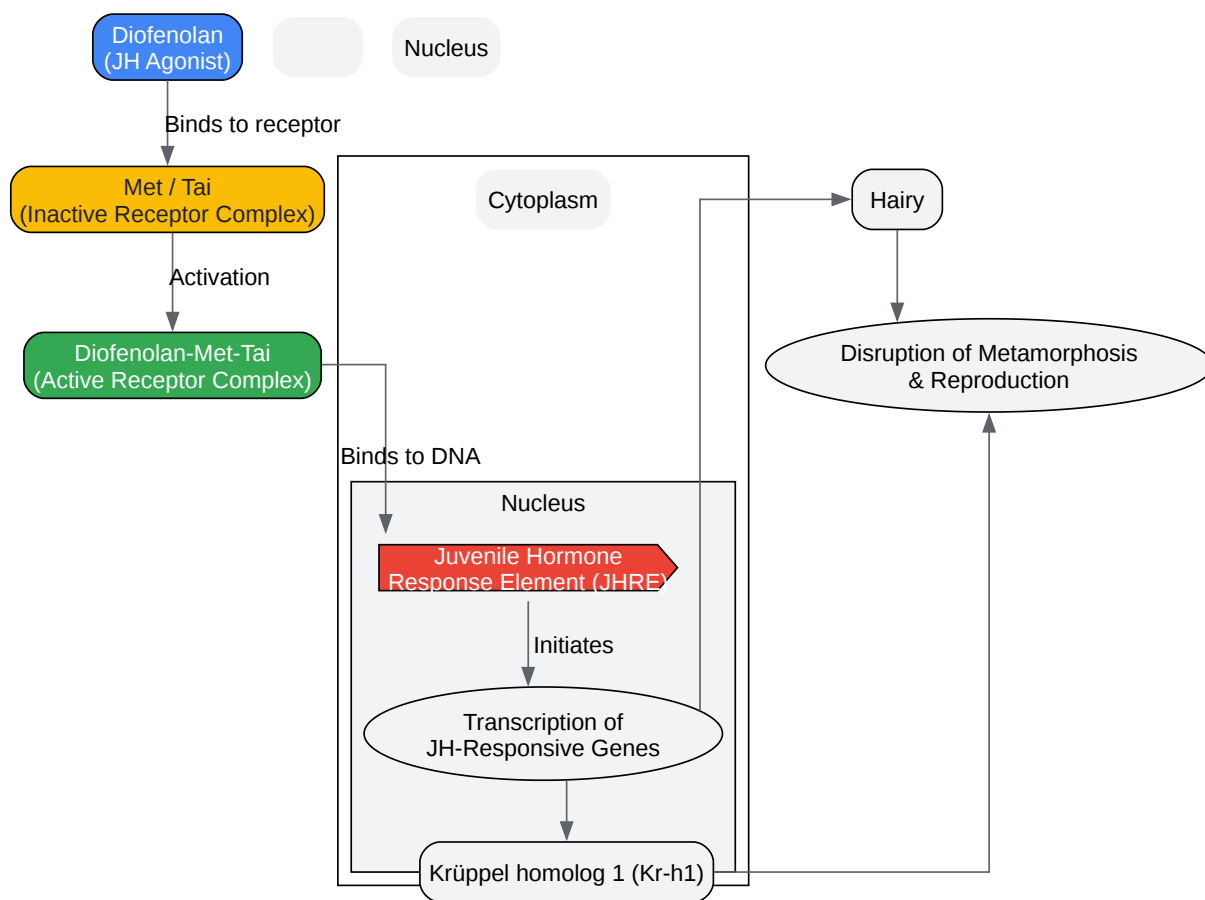 Diofenolan
(JH Agonist)
Nucleus
Binds to receptor
Met / Tai
(Inactive Receptor Complex)
Cytoplasm
Hairy
Activation
Diofenolan-Met-Tai
(Active Receptor Complex)
Disruption of Metamorphosis
& Reproduction
Binds to DNA
Nucleus
Juvenile Hormone
Response Element (JHRE)
Initiates
Transcription of
JH-Responsive Genes
Krüppel homolog 1 (Kr-h1)